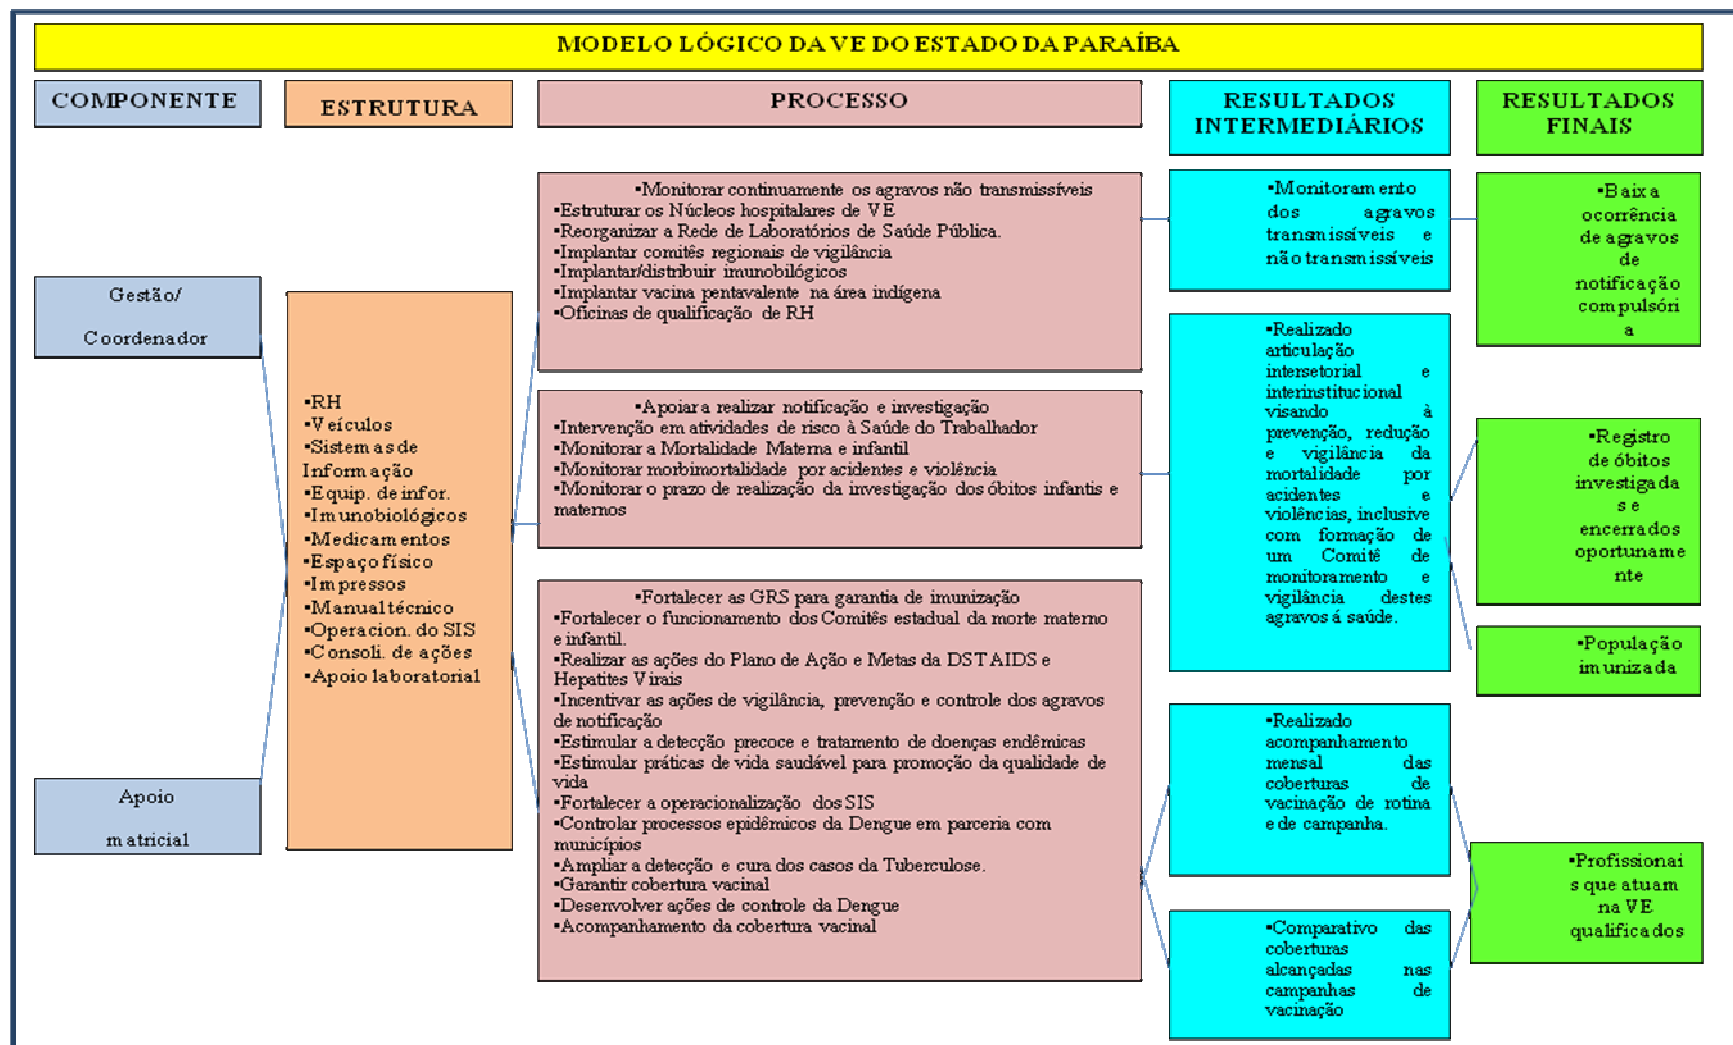 MODELO LÓGICO DA VE DO ESTADO DA PARAÍBA
COMPONENTE
ESTRUTURA
PROCESSO
RESULTADOS
INTERMEDIÁRIOS
RESULTADOS
FINAIS
Gestão/
Coordenador
Apoio
matricial
▪RH
▪Veículos
▪Sistemas de
Informação
▪Equip. de infor.
▪Imunobiológicos
▪Medicamentos
▪Espaço físico
▪Impressos
▪Manual técnico
▪Operacion. do SIS
▪Consoli. de ações
▪Apoio laboratorial
▪Monitorar continuamente os agravos não transmissíveis
▪Estruturar os Núcleos hospitalares de VE
▪Reorganizar a Rede de Laboratórios de Saúde Pública.
▪Implantar comitês regionais de vigilância
▪Implantar/distribuir imunobilógicos
▪Implantar vacina pentavalente na área indígena
▪Oficinas de qualificação de RH
▪Apoiar a realizar notificação e investigação
▪Intervenção em atividades de risco à Saúde do Trabalhador
▪Monitorar a Mortalidade Materna e infantil
▪Monitorar morbimortalidade por acidentes e violência
▪Monitorar o prazo de realização da investigação dos óbitos infantis e
maternos
▪Fortalecer as GRS para garantia de imunização
▪Fortalecer o funcionamento dos Comitês estadual da morte materno
e infantil.
▪Realizar as ações do Plano de Ação e Metas da DST AIDS e
Hepatites Virais
▪Incentivar as ações de vigilância, prevenção e controle dos agravos
de notificação
▪Estimular a detecção precoce e tratamento de doenças endêmicas
▪Estimular práticas de vida saudável para promoção da qualidade de
vida
▪Fortalecer a operacionalização dos SIS
▪Controlar processos epidêmicos da Dengue em parceria com
municípios
▪Ampliar a detecção e cura dos casos da Tuberculose.
▪Garantir cobertura vacinal
▪Desenvolver ações de controle da Dengue
▪Acompanhamento da cobertura vacinal
▪Monitoramento
dos agravos
transmissíveis e
não transmissíveis
▪Realizado
articulação
intersetorial e
interinstitucional
visando à
prevenção, redução
e vigilância da
mortalidade por
acidentes e
violências, inclusive
com formação de
um Comitê de
monitoramento e
vigilância destes
agravos á saúde.
▪Realizado
acompanhamento
mensal das
coberturas de
vacinação de rotina
e de campanha.
▪Comparativo das
coberturas
alcançadas nas
campanhas de
vacinação
▪Baixa
ocorrência
de agravos
de
notificação
compulsóri
a
▪Registro
de óbitos
investigada
s e
encerrados
oportuname
nte
▪População
imunizada
▪Profissionai
s que atuam
na VE
qualificados